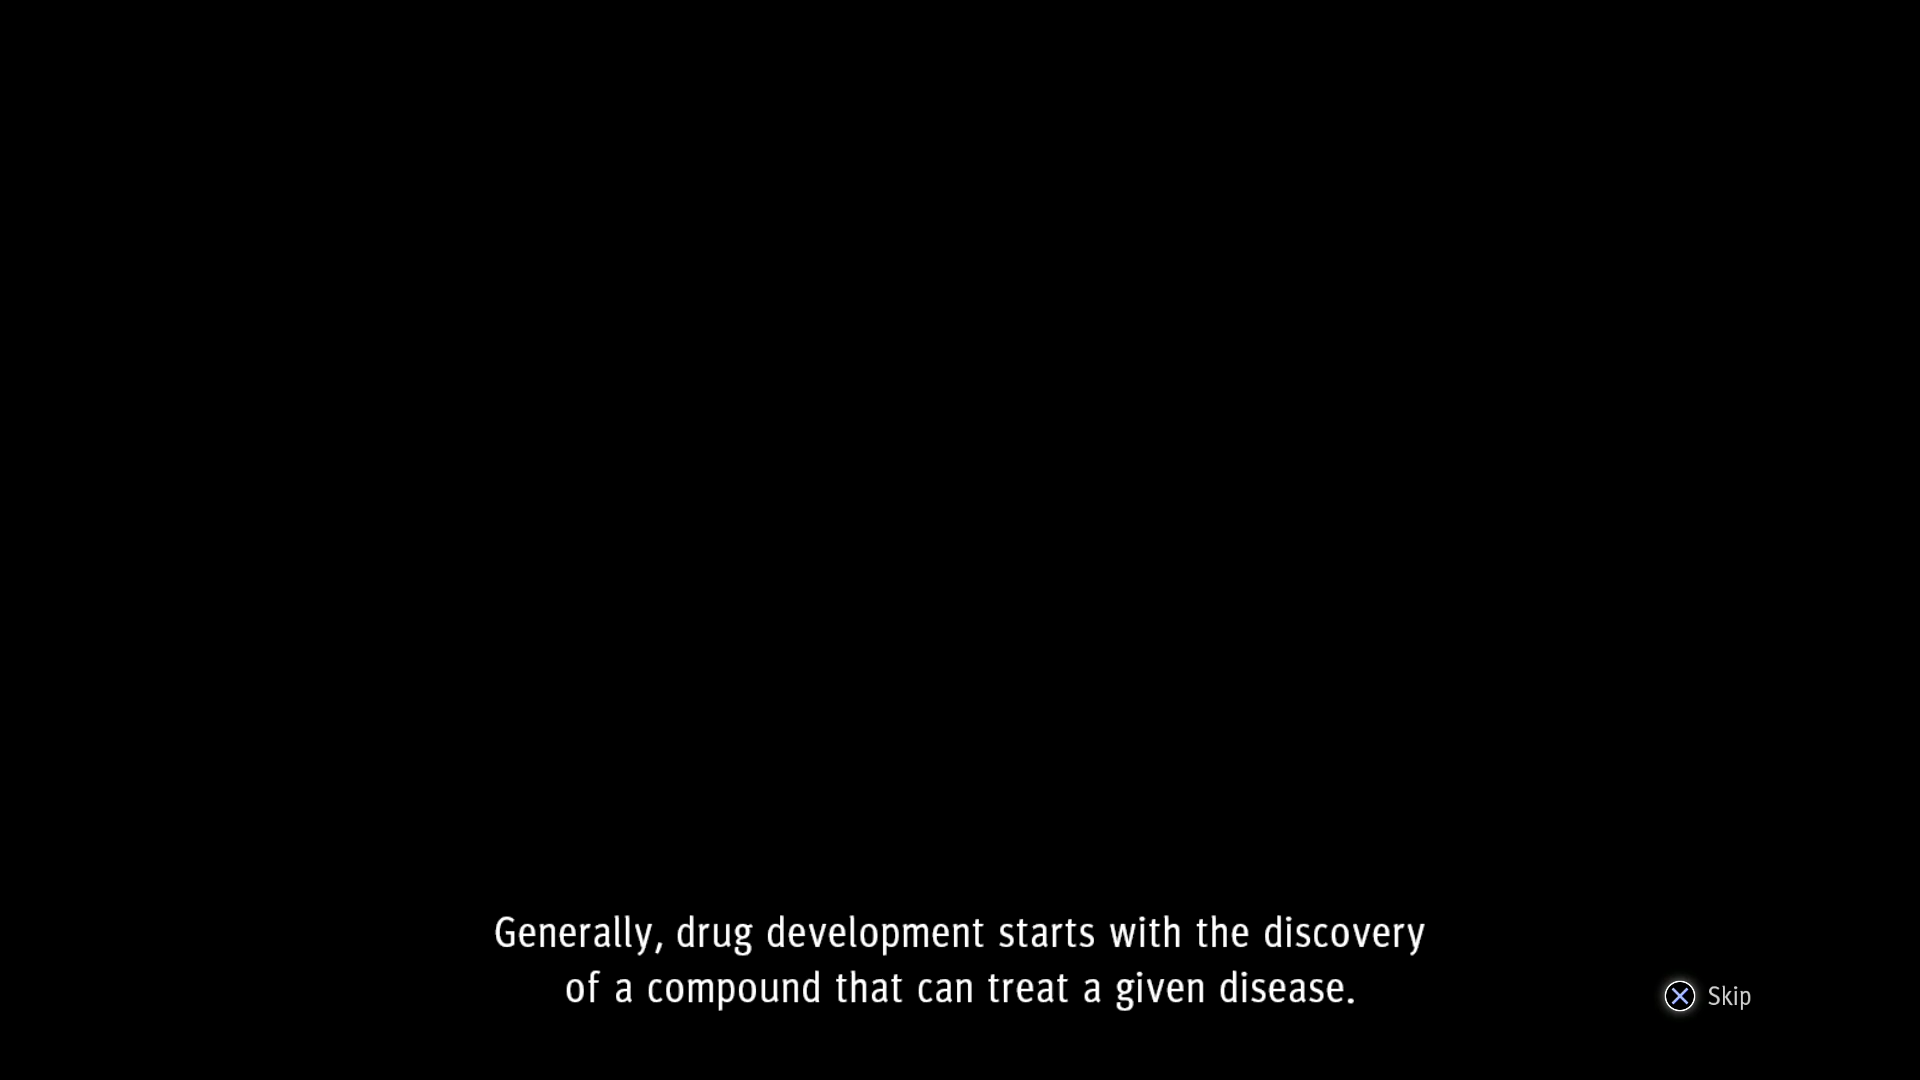 Generally, drug development starts with the discovery
of a compound that can treat a given disease.
Skip